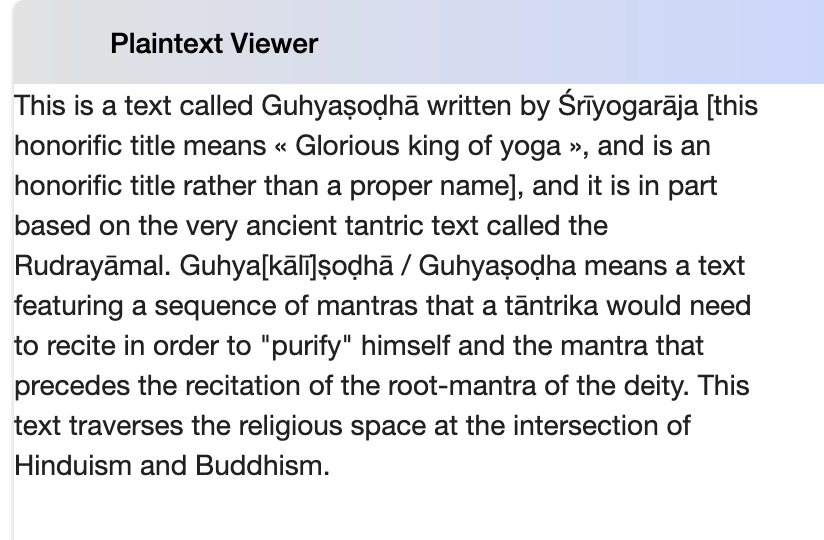 Plaintext Viewer
This is a text called Guhyaṣoḍhā written by Śrīyogarāja [this
honorific title means « Glorious king of yoga », and is an
honorific title rather than a proper name], and it is in part
based on the very ancient tantric text called the
Rudrayāmal. Guhya[kālī]ṣoḍhā / Guhyaṣoḍha means a text
featuring a sequence of mantras that a tāntrika would need
to recite in order to "purify" himself and the mantra that
precedes the recitation of the root-mantra of the deity. This
text traverses the religious space at the intersection of
Hinduism and Buddhism.